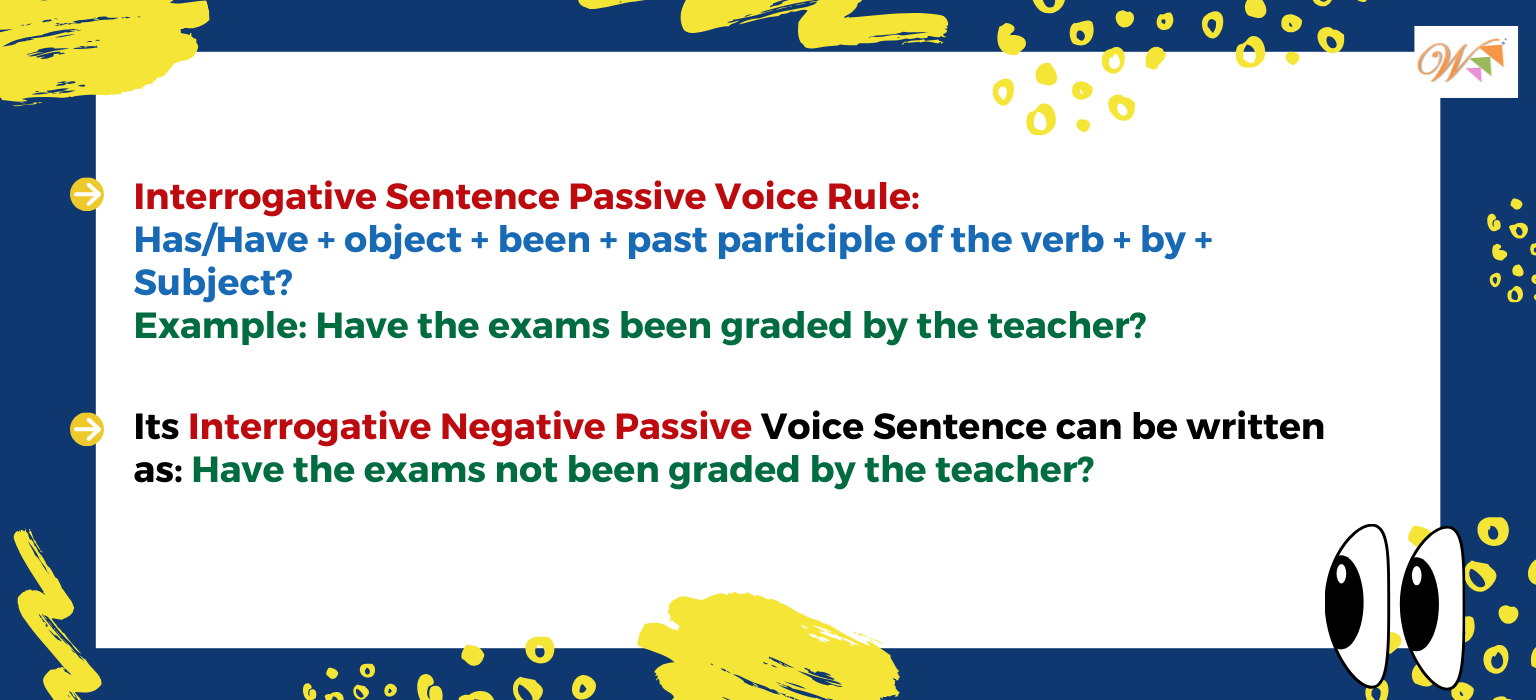 W
Interrogative Sentence Passive Voice Rule:
Has/Have + object + been + past participle of the verb + by +
Subject?
Example: Have the exams been graded by the teacher?
Its Interrogative Negative Passive Voice Sentence can be written
as: Have the exams not been graded by the teacher?